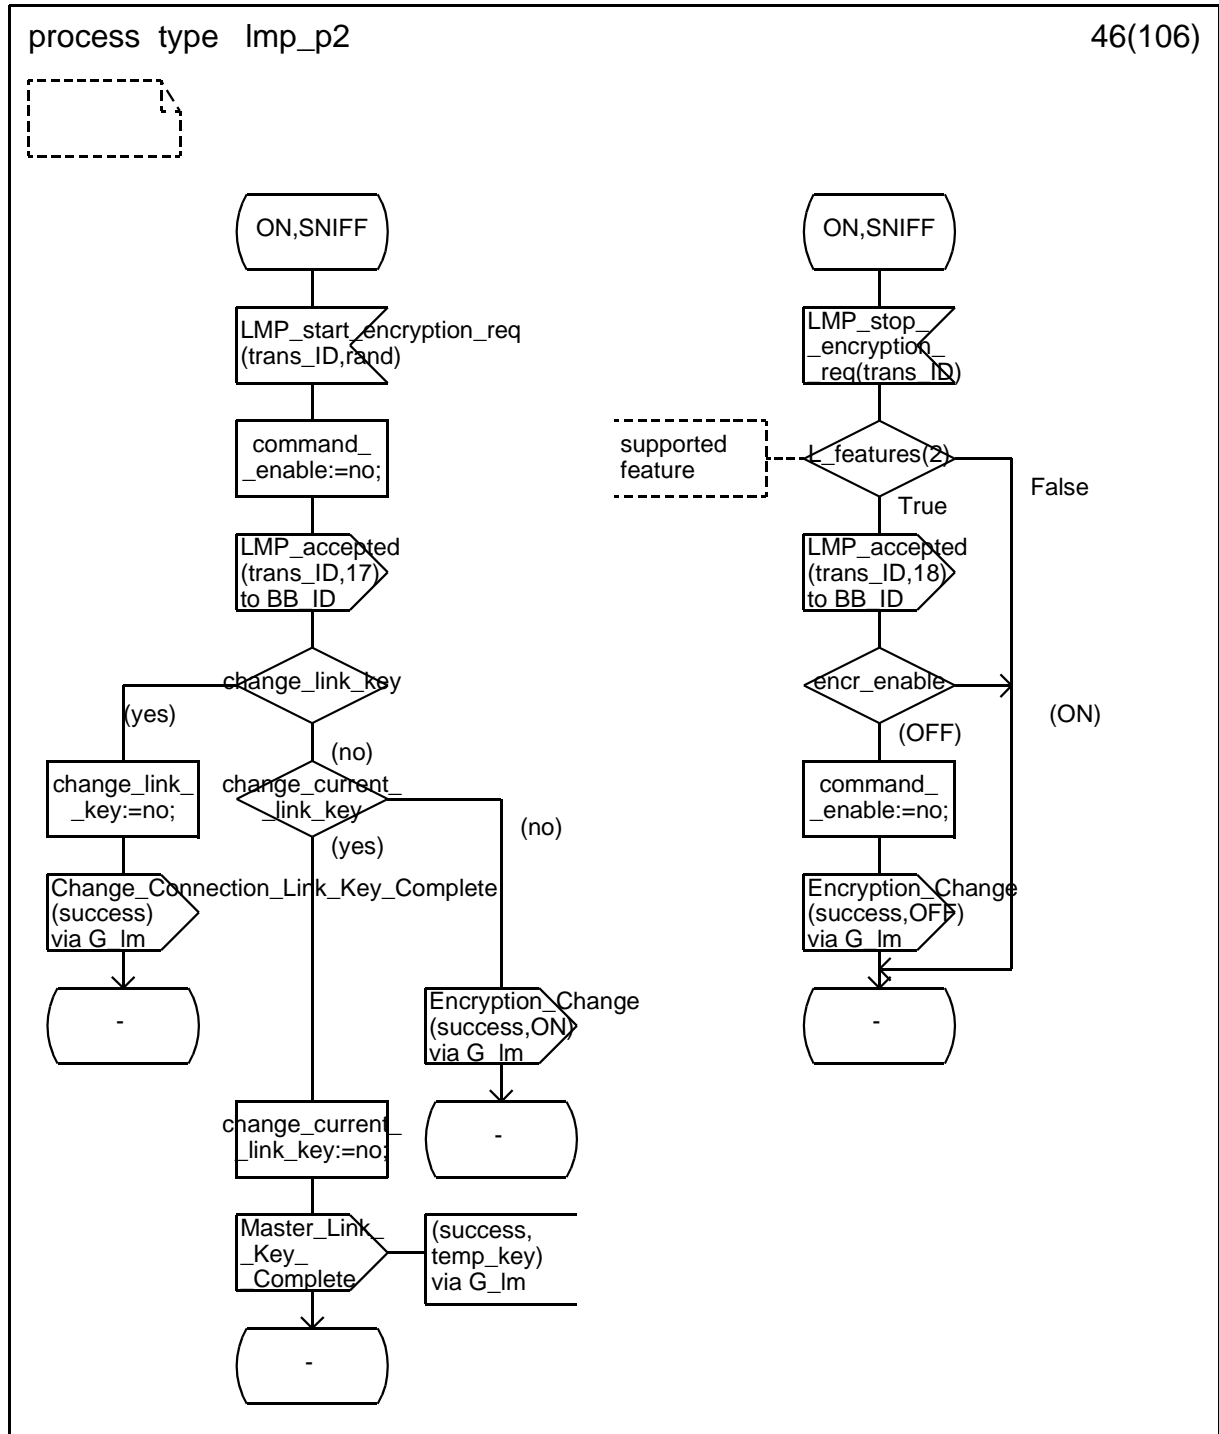 process type lmp_p2
46(106)
ON,SNIFF
LMP_start_encryption_req
(trans_ID,rand)
command_
_enable:=no;
LMP_accepted
(trans_ID,17)
to BB_ID
change_link_key
(yes)
(no)
change_link_
_key:=no;
change_current_
_link_key
(no)
(yes)
Change_Connection_Link_Key_Complete
(success)
via G_lm
-
Encryption_Change
(success,ON)
via G_lm
-
change_current_
_link_key:=no;
Master_Link_
_Key_
_Complete
(success,
temp_key)
via G_lm
-
ON,SNIFF
LMP_stop_
_encryption_
_req(trans_ID)
supported
feature
L_features(2)
False
True
LMP_accepted
(trans_ID,18)
to BB_ID
encr_enable
(ON)
(OFF)
command_
_enable:=no;
Encryption_Change
(success,OFF)
via G_lm
-